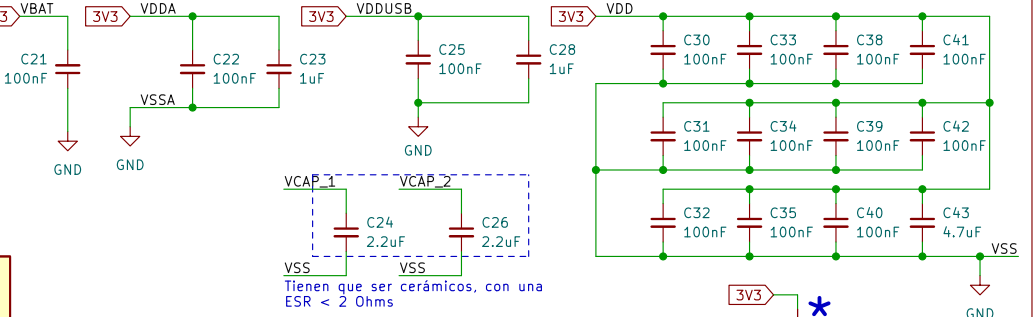 3 VBAT
3V3 VDDA
3V3 VDDUSB
3V3 VDD
C21
100nF
C22
100nF
C23
1uF
C25
100nF
C28
1uF
C30
100nF
C33
100nF
C38
100nF
C41
100nF
VSSA
GND
GND
GND
C31
100nF
C34
100nF
C39
100nF
C42
100nF
VCAP_1
VCAP_2
C24
2.2uF
C26
2.2uF
C32
100nF
C35
100nF
C40
100nF
C43
4.7uF
VSS
VSS
VSS
Tienen que ser cerámicos, con una
ESR < 2 Ohms
3V3
*
GND